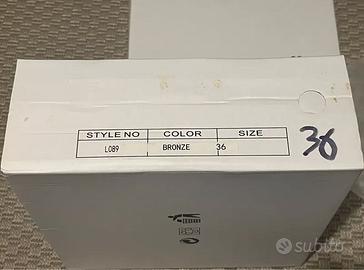 STYLE NO COLOR SIZE
L089 BRONZE 36
36
subito